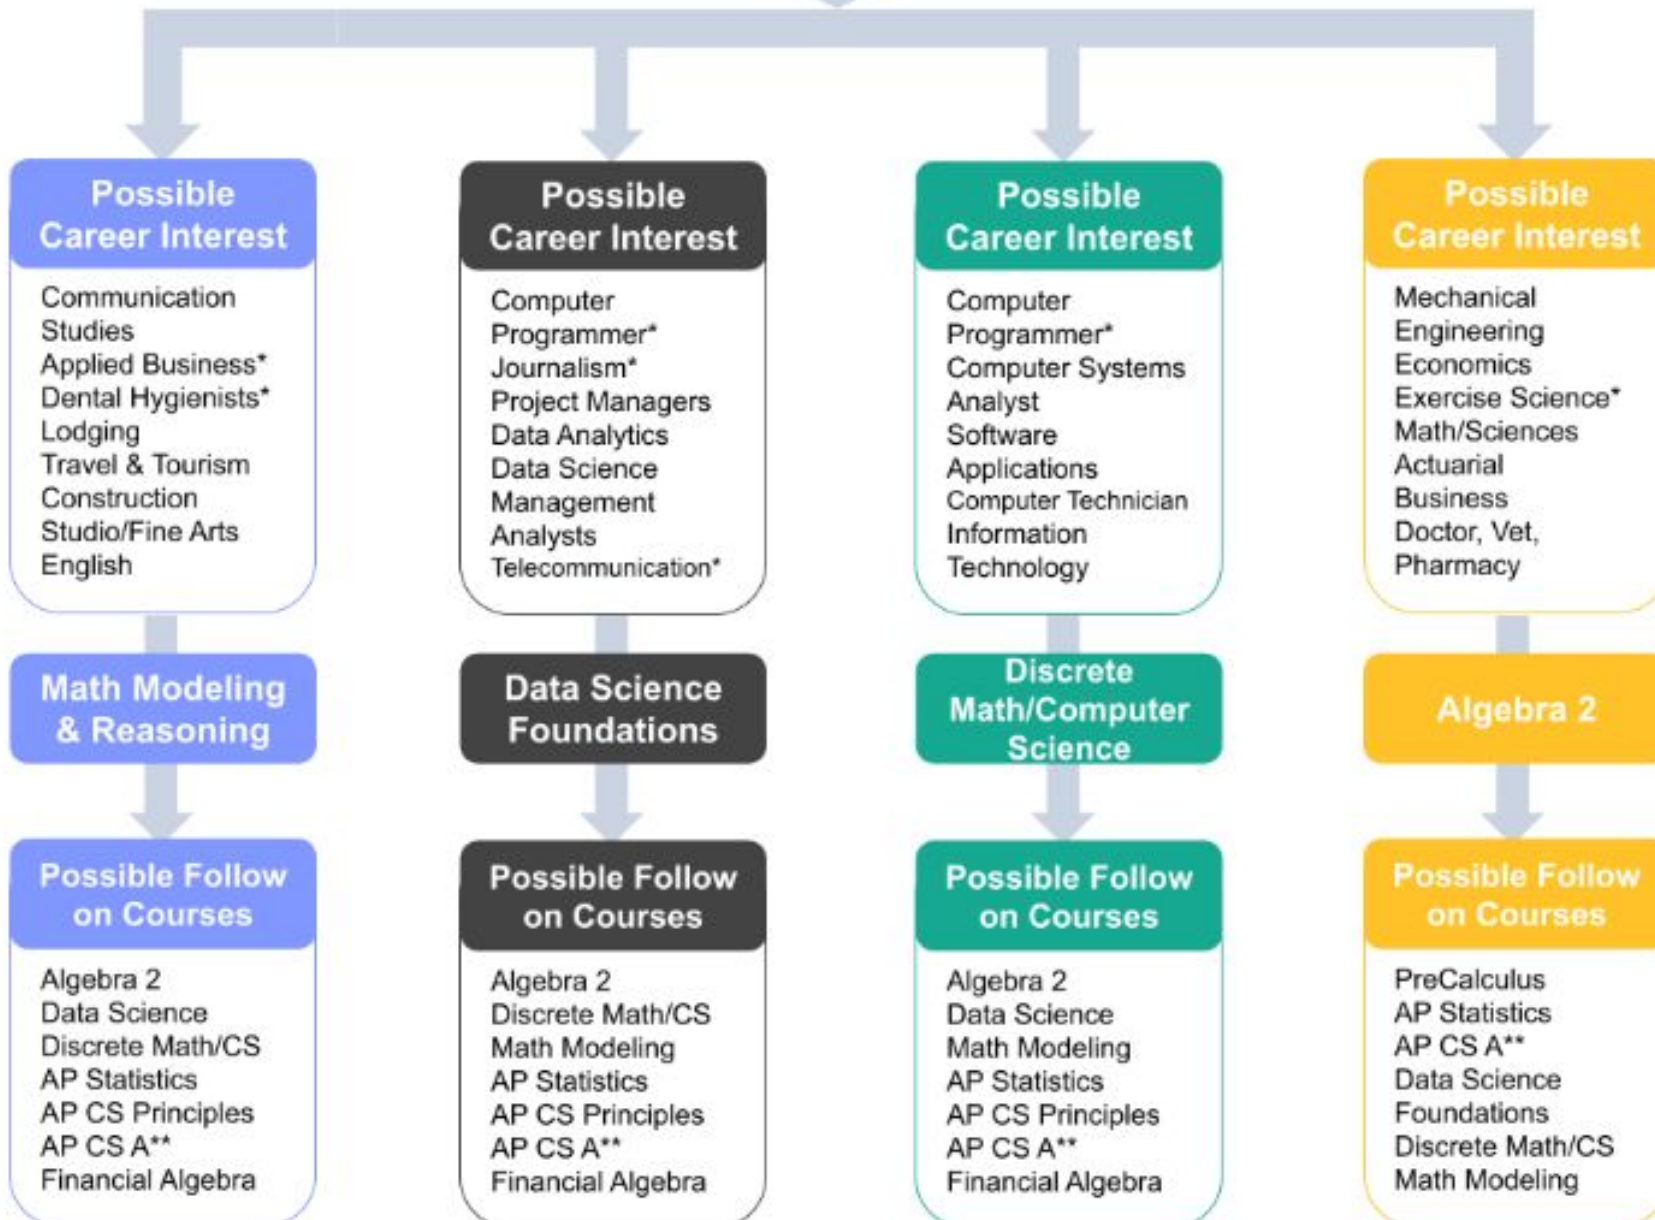 Possible
Career Interest
Communication
Studies
Applied Business*
Dental Hygienists*
Lodging
Travel & Tourism
Construction
Studio/Fine Arts
English
Math Modeling
& Reasoning
Possible Follow
on Courses
Algebra 2
Data Science
Discrete Math/CS
AP Statistics
AP CS Principles
AP CS A**
Financial Algebra
Possible
Career Interest
Computer
Programmer*
Journalism*
Project Managers
Data Analytics
Data Science
Management
Analysts
Telecommunication*
Data Science
Foundations
Possible Follow
on Courses
Algebra 2
Discrete Math/CS
Math Modeling
AP Statistics
AP CS Principles
AP CS A**
Financial Algebra
Possible
Career Interest
Computer
Programmer*
Computer Systems
Analyst
Software
Applications
Computer Technician
Information
Technology
Discrete
Math/Computer
Science
Possible Follow
on Courses
Algebra 2
Data Science
Math Modeling
AP Statistics
AP CS Principles
AP CS A**
Financial Algebra
Possible
Career Interest
Mechanical
Engineering
Economics
Exercise Science*
Math/Sciences
Actuarial
Business
Doctor, Vet,
Pharmacy
Algebra 2
Possible Follow
on Courses
PreCalculus
AP Statistics
AP CS A**
Data Science
Foundations
Discrete Math/CS
Math Modeling